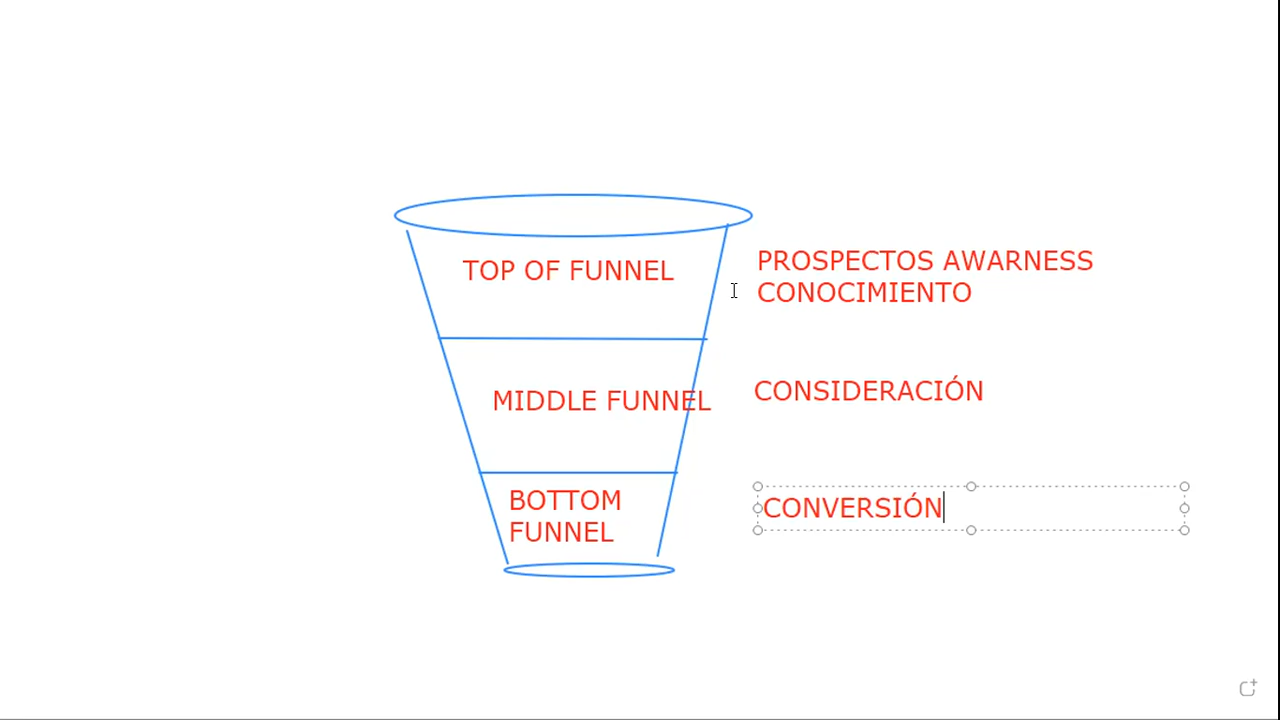 TOP OF FUNNEL
PROSPECTOS AWARNESS
CONOCIMIENTO
MIDDLE FUNNEL
CONSIDERACIÓN
BOTTOM
FUNNEL
CONVERSIÓN